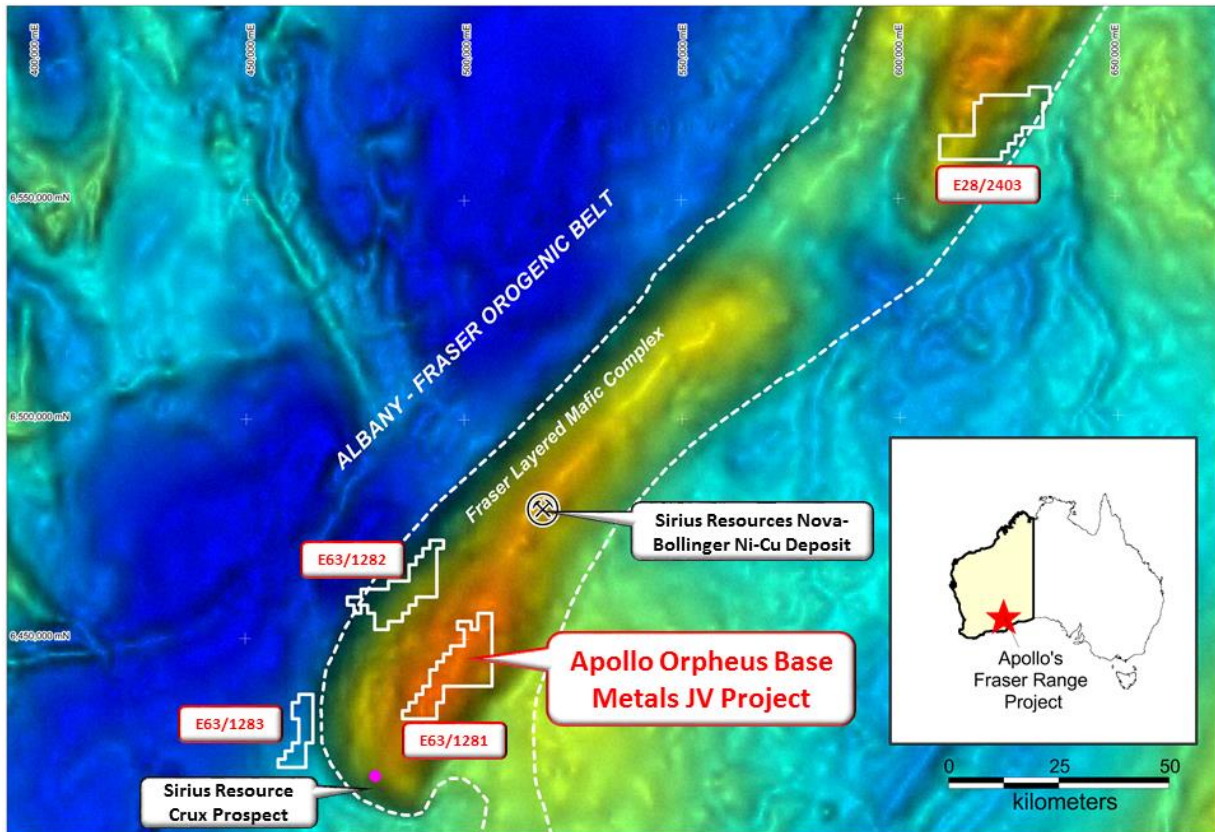 400,000 mE
450,000 mE
500,000 mE
550,000 mE
600,000 mE
650,000 mE
6,550,000 mN
6,500,000 mN
6,450,000 mN
E28/2403
ALBANY - FRASER OROGENIC BELT
Fraser Layered Mafic Complex
Sirius Resources Nova-
Bollinger Ni-Cu Deposit
E63/1282
Apollo Orpheus Base
Metals JV Project
E63/1283
E63/1281
Sirius Resource
Crux Prospect
Apollo's
Fraser Range
Project
0 25 50
kilometers